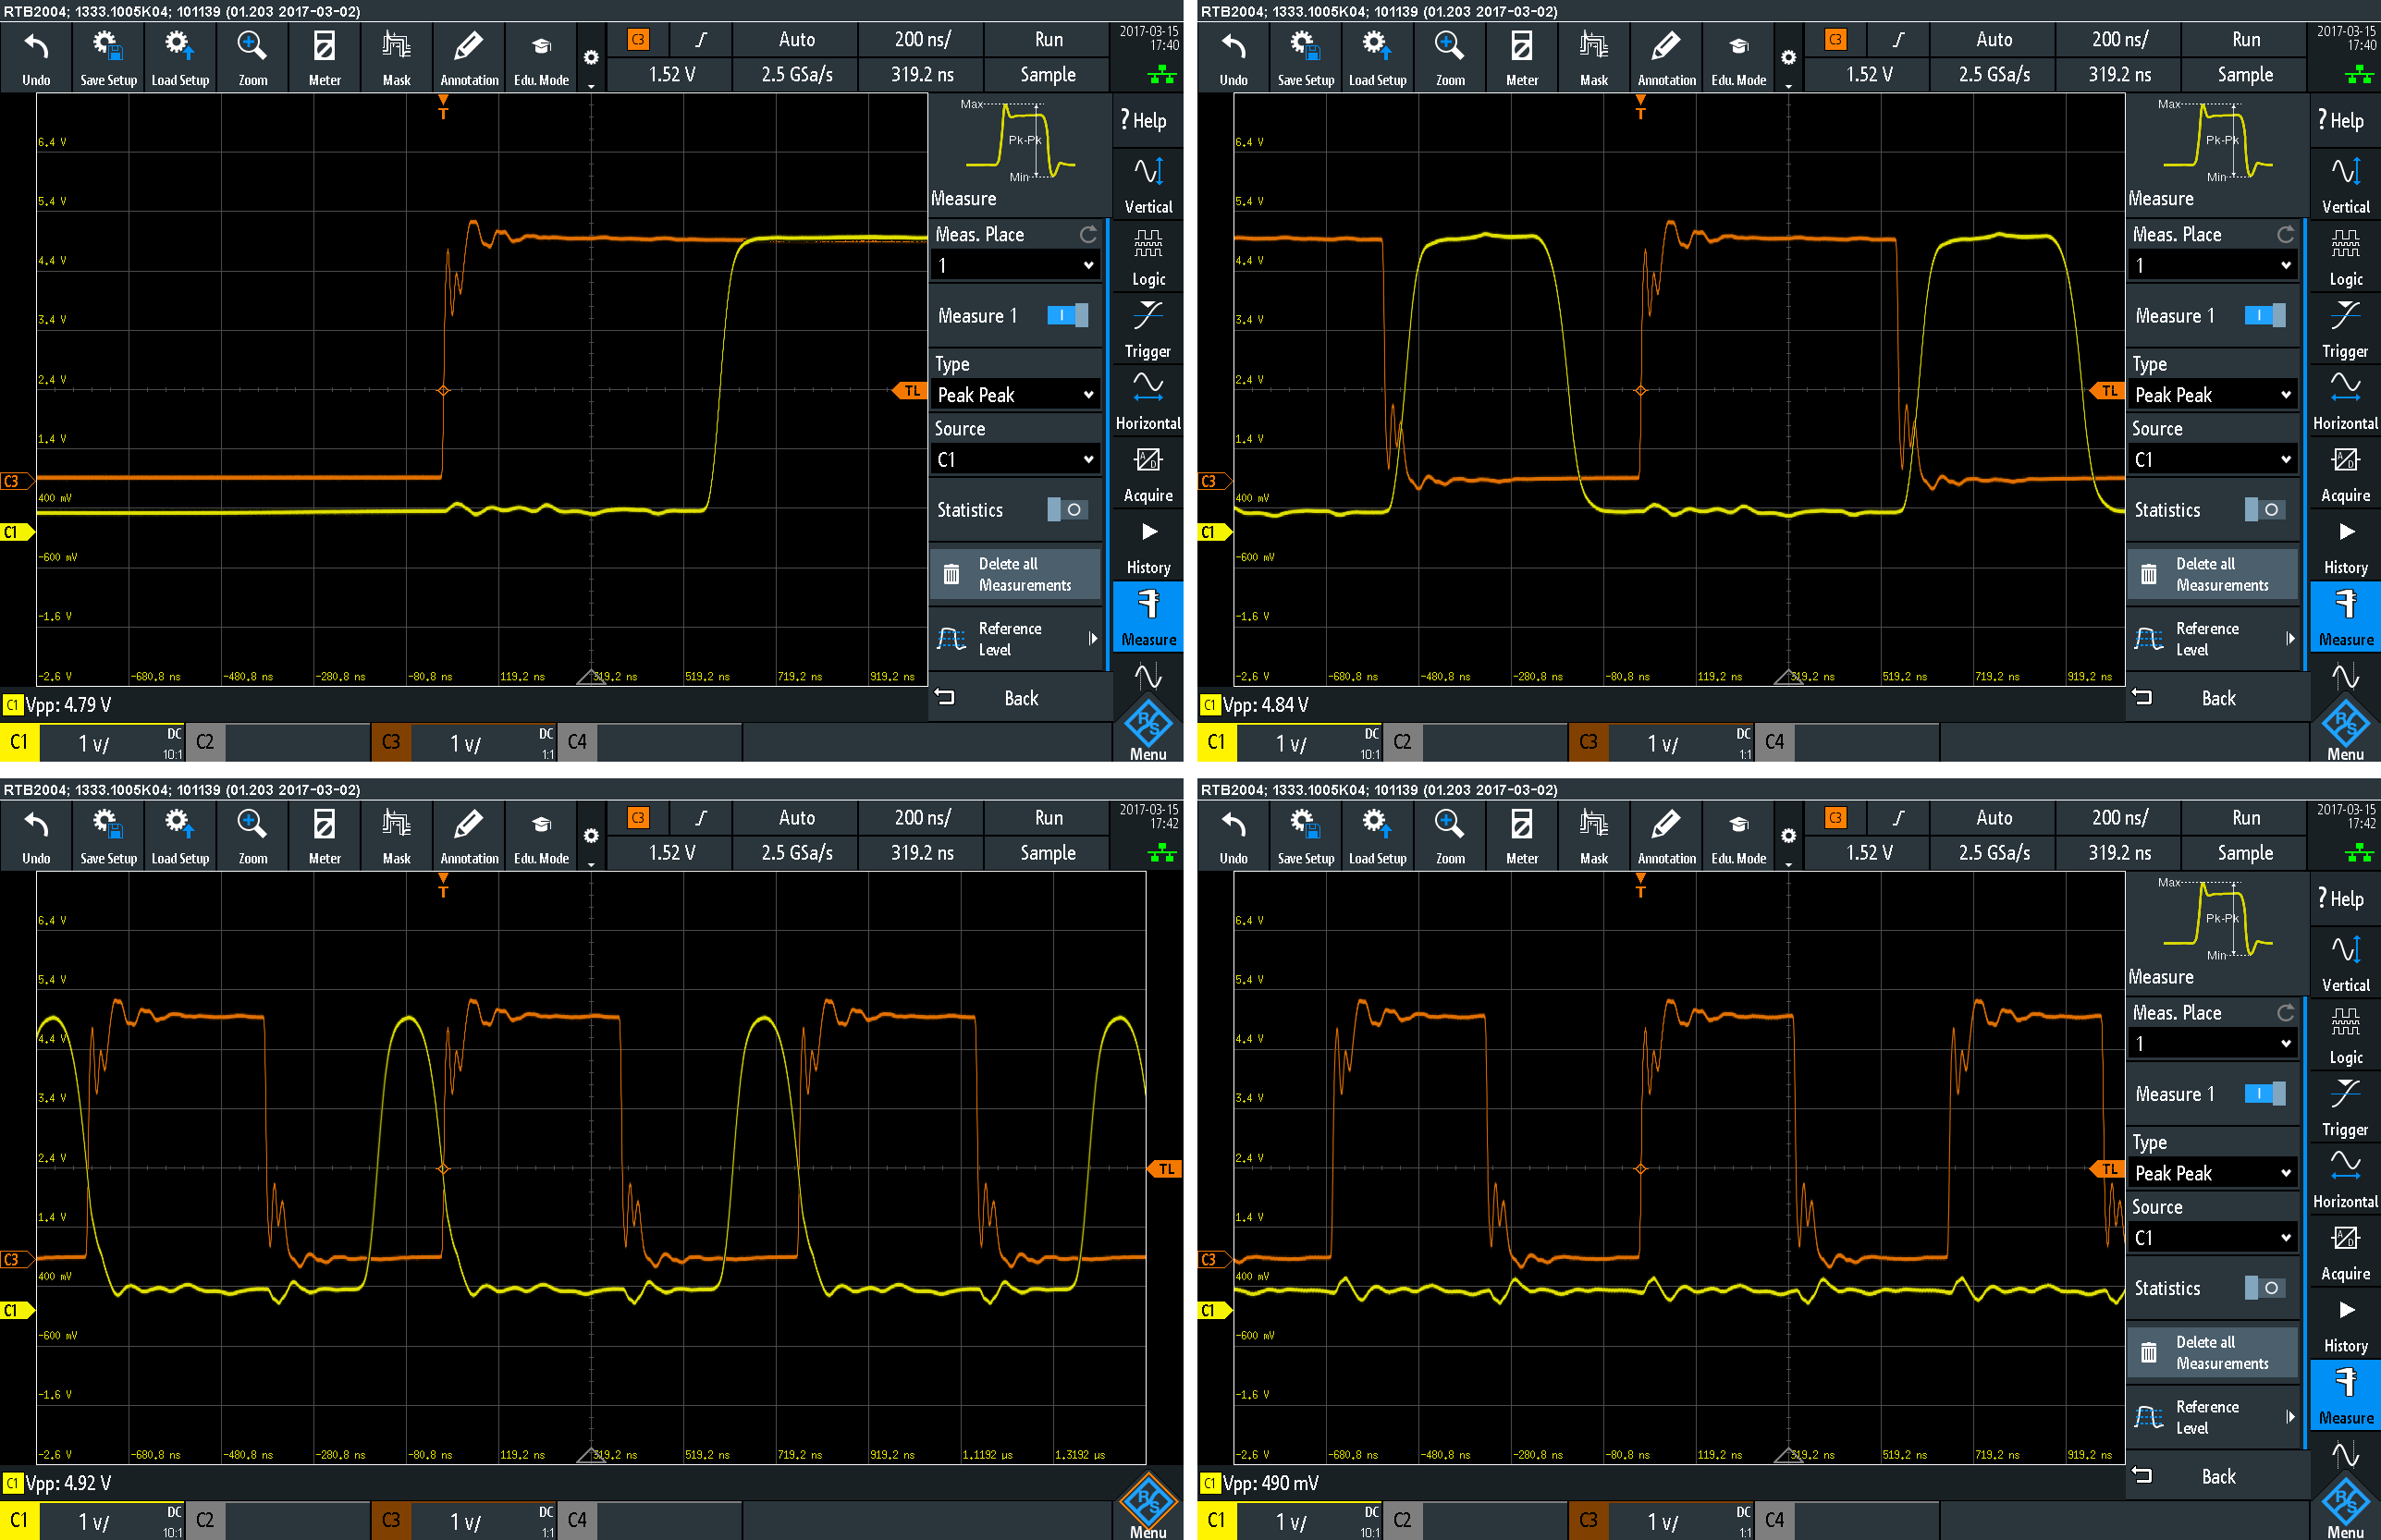 RTB2004; 1333.1005K04; 101139 (01.203 2017-03-02)
Undo Save Setup Load Setup Zoom Meter Mask Annotation Edu. Mode
C3 Auto 200 ns/ Run
1.52 V 2.5 GSa/s 319.2 ns Sample
2017-03-15
17:40
T
6.4 V
5.4 V
4.4 V
3.4 V
2.4 V
1.4 V
400 mV
-600 mV
-1.6 V
-2.6 V -680.8 ns -480.8 ns -280.8 ns -80.8 ns 119.2 ns 319.2 ns 519.2 ns 719.2 ns 919.2 ns
C3
C1
TL
Max
Pk-Pk
Min
Measure
Meas. Place
1
Measure 1
Type
Peak Peak
Source
C1
Statistics
Delete all
Measurements
Reference
Level
Back
? Help
Vertical
Logic
Trigger
Horizontal
Acquire
History
Measure
R&S
Menu
C1 Vpp: 4.79 V
C1 1 V/ DC 10:1 C2 C3 1 V/ DC 1:1 C4
RTB2004; 1333.1005K04; 101139 (01.203 2017-03-02)
Undo Save Setup Load Setup Zoom Meter Mask Annotation Edu. Mode
C3 Auto 200 ns/ Run
1.52 V 2.5 GSa/s 319.2 ns Sample
2017-03-15
17:40
T
6.4 V
5.4 V
4.4 V
3.4 V
2.4 V
1.4 V
400 mV
-600 mV
-1.6 V
-2.6 V -680.8 ns -480.8 ns -280.8 ns -80.8 ns 119.2 ns 319.2 ns 519.2 ns 719.2 ns 919.2 ns
C3
C1
TL
Max
Pk-Pk
Min
Measure
Meas. Place
1
Measure 1
Type
Peak Peak
Source
C1
Statistics
Delete all
Measurements
Reference
Level
Back
? Help
Vertical
Logic
Trigger
Horizontal
Acquire
History
Measure
R&S
Menu
C1 Vpp: 4.84 V
C1 1 V/ DC 10:1 C2 C3 1 V/ DC 1:1 C4
RTB2004; 1333.1005K04; 101139 (01.203 2017-03-02)
Undo Save Setup Load Setup Zoom Meter Mask Annotation Edu. Mode
C3 Auto 200 ns/ Run
1.52 V 2.5 GSa/s 319.2 ns Sample
2017-03-15
17:42
T
6.4 V
5.4 V
4.4 V
3.4 V
2.4 V
1.4 V
400 mV
-600 mV
-1.6 V
-2.6 V -680.8 ns -480.8 ns -280.8 ns -80.8 ns 119.2 ns 319.2 ns 519.2 ns 719.2 ns 919.2 ns 1.1192 µs 1.3192 µs
C3
C1
TL
C1 Vpp: 4.92 V
C1 1 V/ DC 10:1 C2 C3 1 V/ DC 1:1 C4
R&S
Menu
RTB2004; 1333.1005K04; 101139 (01.203 2017-03-02)
Undo Save Setup Load Setup Zoom Meter Mask Annotation Edu. Mode
C3 Auto 200 ns/ Run
1.52 V 2.5 GSa/s 319.2 ns Sample
2017-03-15
17:42
T
6.4 V
5.4 V
4.4 V
3.4 V
2.4 V
1.4 V
400 mV
-600 mV
-1.6 V
-2.6 V -680.8 ns -480.8 ns -280.8 ns -80.8 ns 119.2 ns 319.2 ns 519.2 ns 719.2 ns 919.2 ns
C3
C1
TL
Max
Pk-Pk
Min
Measure
Meas. Place
1
Measure 1
Type
Peak Peak
Source
C1
Statistics
Delete all
Measurements
Reference
Level
Back
? Help
Vertical
Logic
Trigger
Horizontal
Acquire
History
Measure
R&S
Menu
C1 Vpp: 490 mV
C1 1 V/ DC 10:1 C2 C3 1 V/ DC 1:1 C4